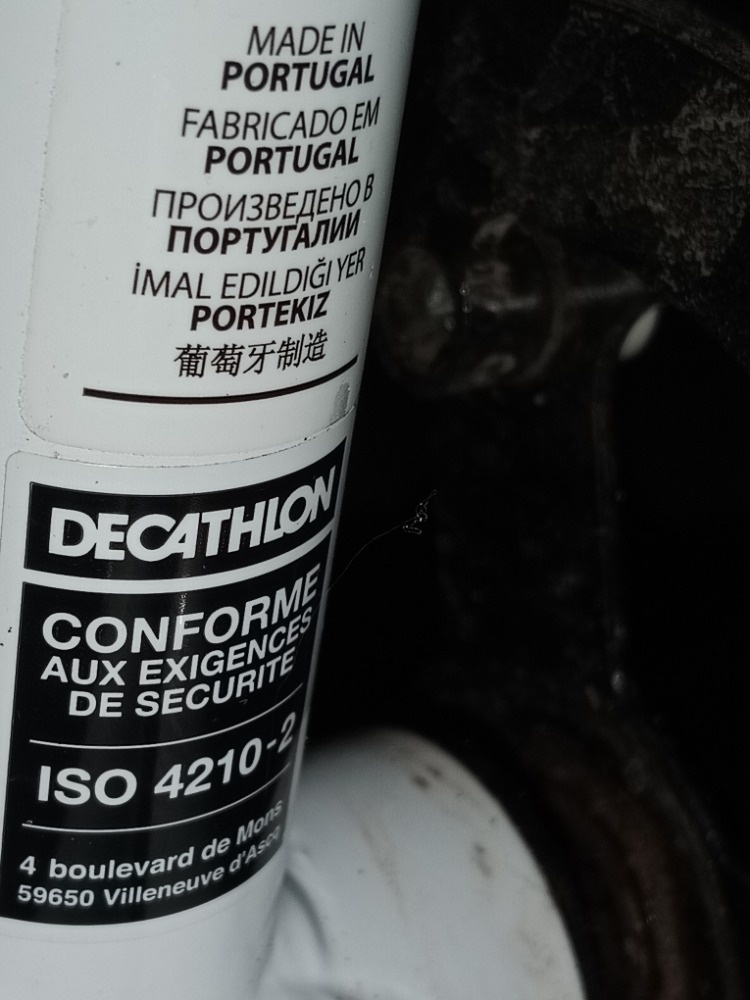 MADE IN
PORTUGAL
FABRICADO EM
PORTUGAL
ПРОИЗВЕДЕНО В
ПОРТУГАЛИИ
İMAL EDILDIĞI YER
PORTEKIZ
葡萄牙制造
DECATHLON
CONFORME
AUX EXIGENCES
DE SECURITE
ISO 4210-2
4 boulevard de Mons
59650 Villeneuve d'Ascq